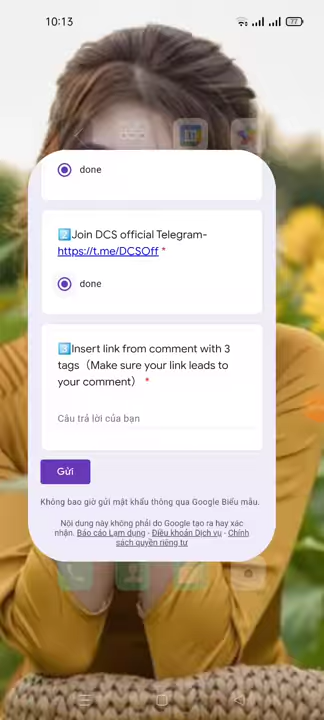 10:13
77
done
2️⃣Join DCS official Telegram-
https://t.me/DCSOff *
done
3️⃣Insert link from comment with 3
tags（Make sure your link leads to
your comment） *
Câu trả lời của bạn
Gửi
Không bao giờ gửi mật khẩu thông qua Google Biểu mẫu.
Nội dung này không phải do Google tạo ra hay xác
nhận. Báo cáo Lạm dụng - Điều khoản Dịch vụ - Chính
sách quyền riêng tư